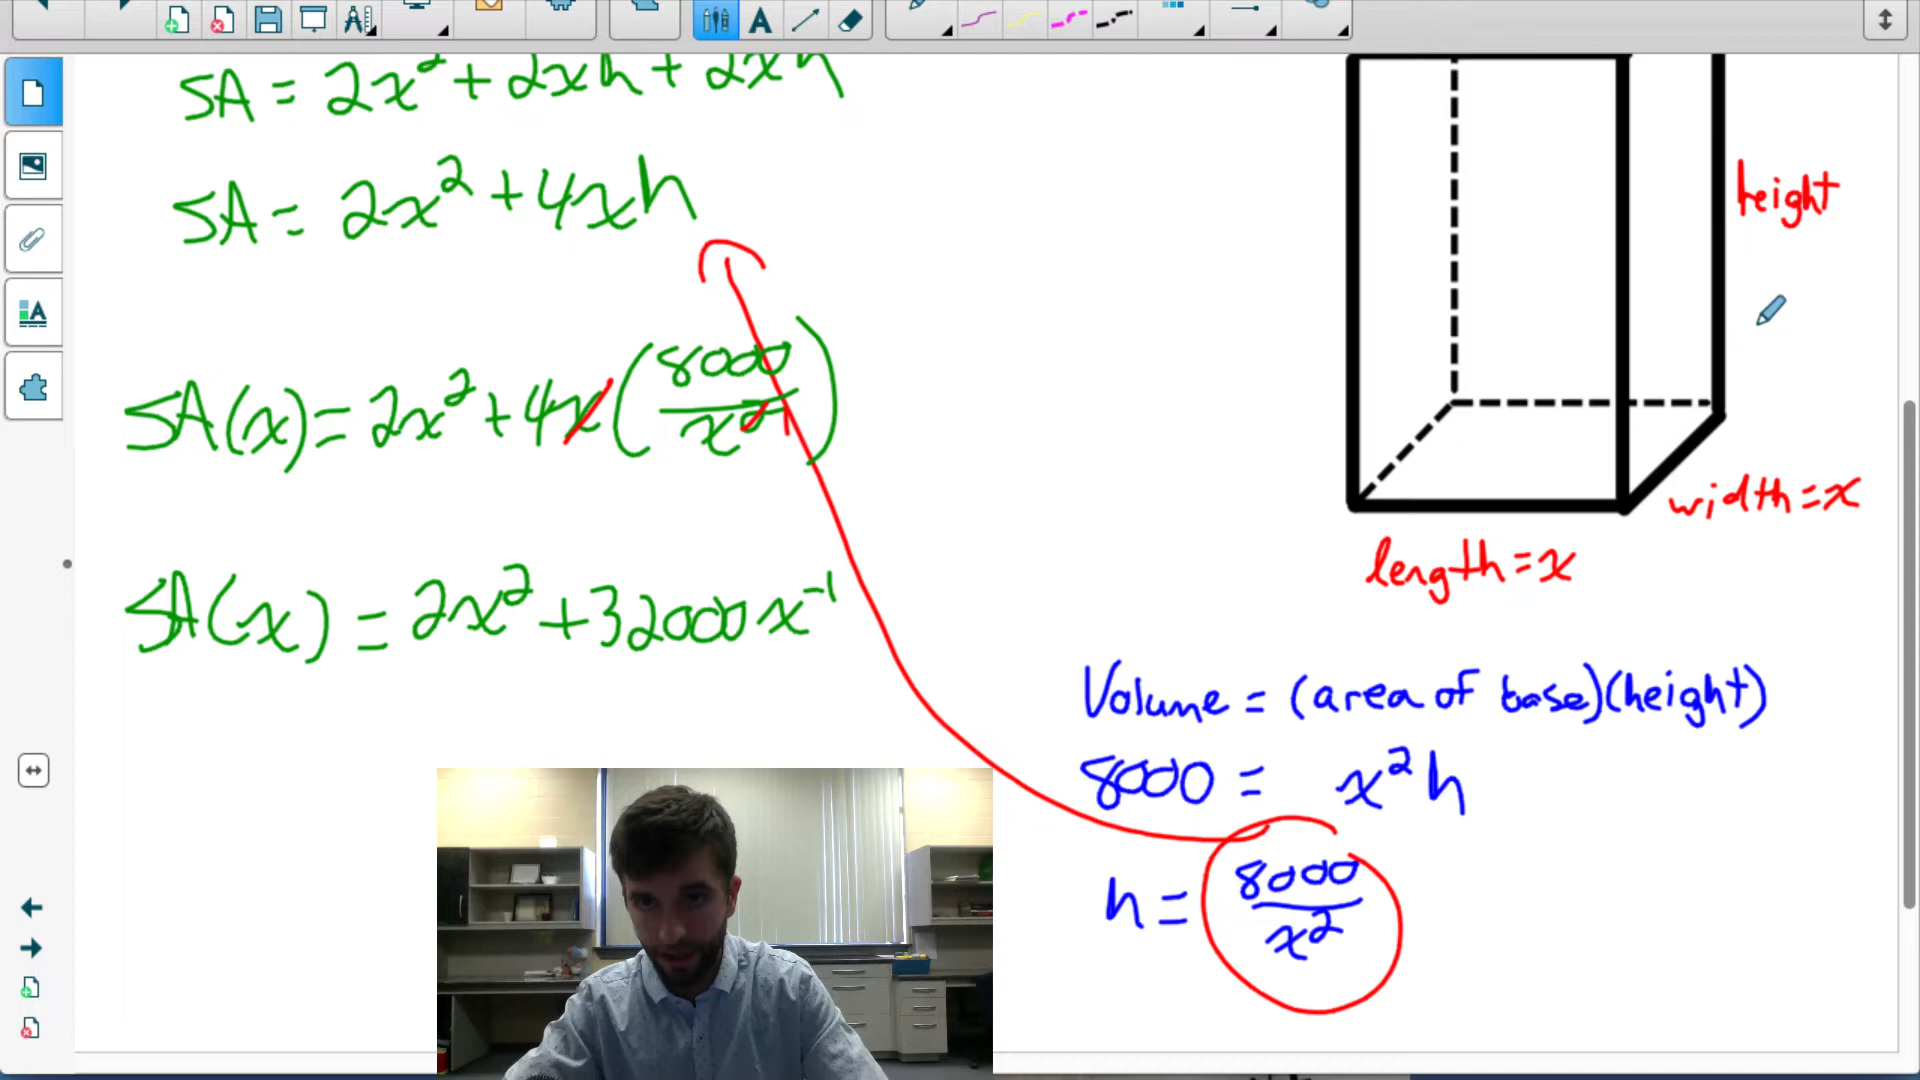 SA = 2x² + 2xh + 2xh
SA = 2x² + 4xh
SA(x) = 2x² + 4x(8000/x²)
SA(x) = 2x² + 32000x⁻¹
height
width = x
length = x
Volume = (area of base)(height)
8000 = x²h
h = 8000/x²